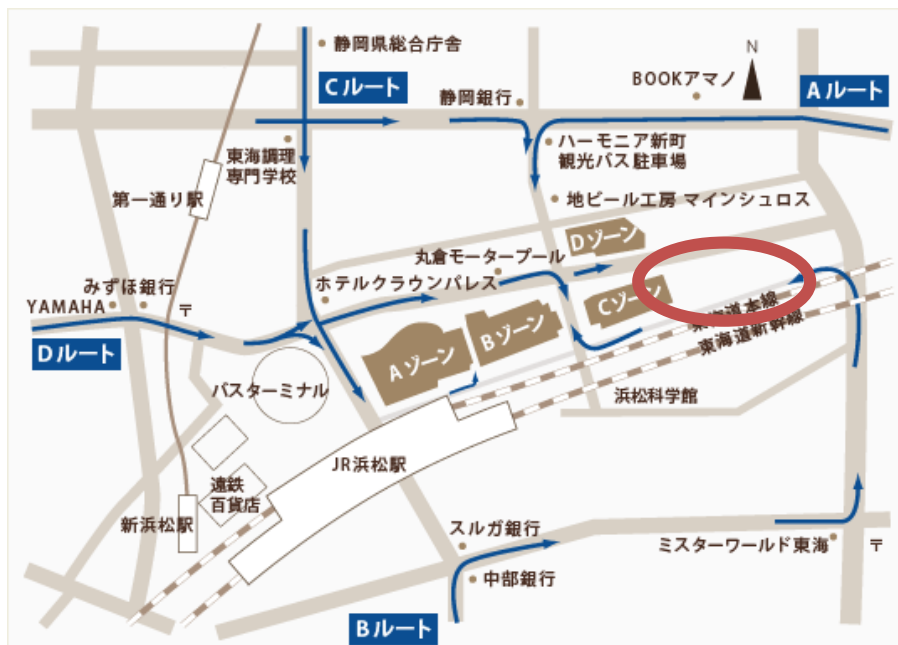 静岡県総合庁舎
N
Cルート
BOOKアマノ
Aルート
静岡銀行
東海調理
専門学校
ハーモニア新町
観光バス駐車場
第一通り駅
地ビール工房 マインシュロス
Dゾーン
丸倉モータープール
みずほ銀行
ホテルクラウンパレス
YAMAHA
〒
Cゾーン
Bゾーン
東海道本線
東海道新幹線
Dルート
Aゾーン
バスターミナル
浜松科学館
JR浜松駅
遠鉄
百貨店
新浜松駅
スルガ銀行
ミスターワールド東海
〒
中部銀行
Bルート